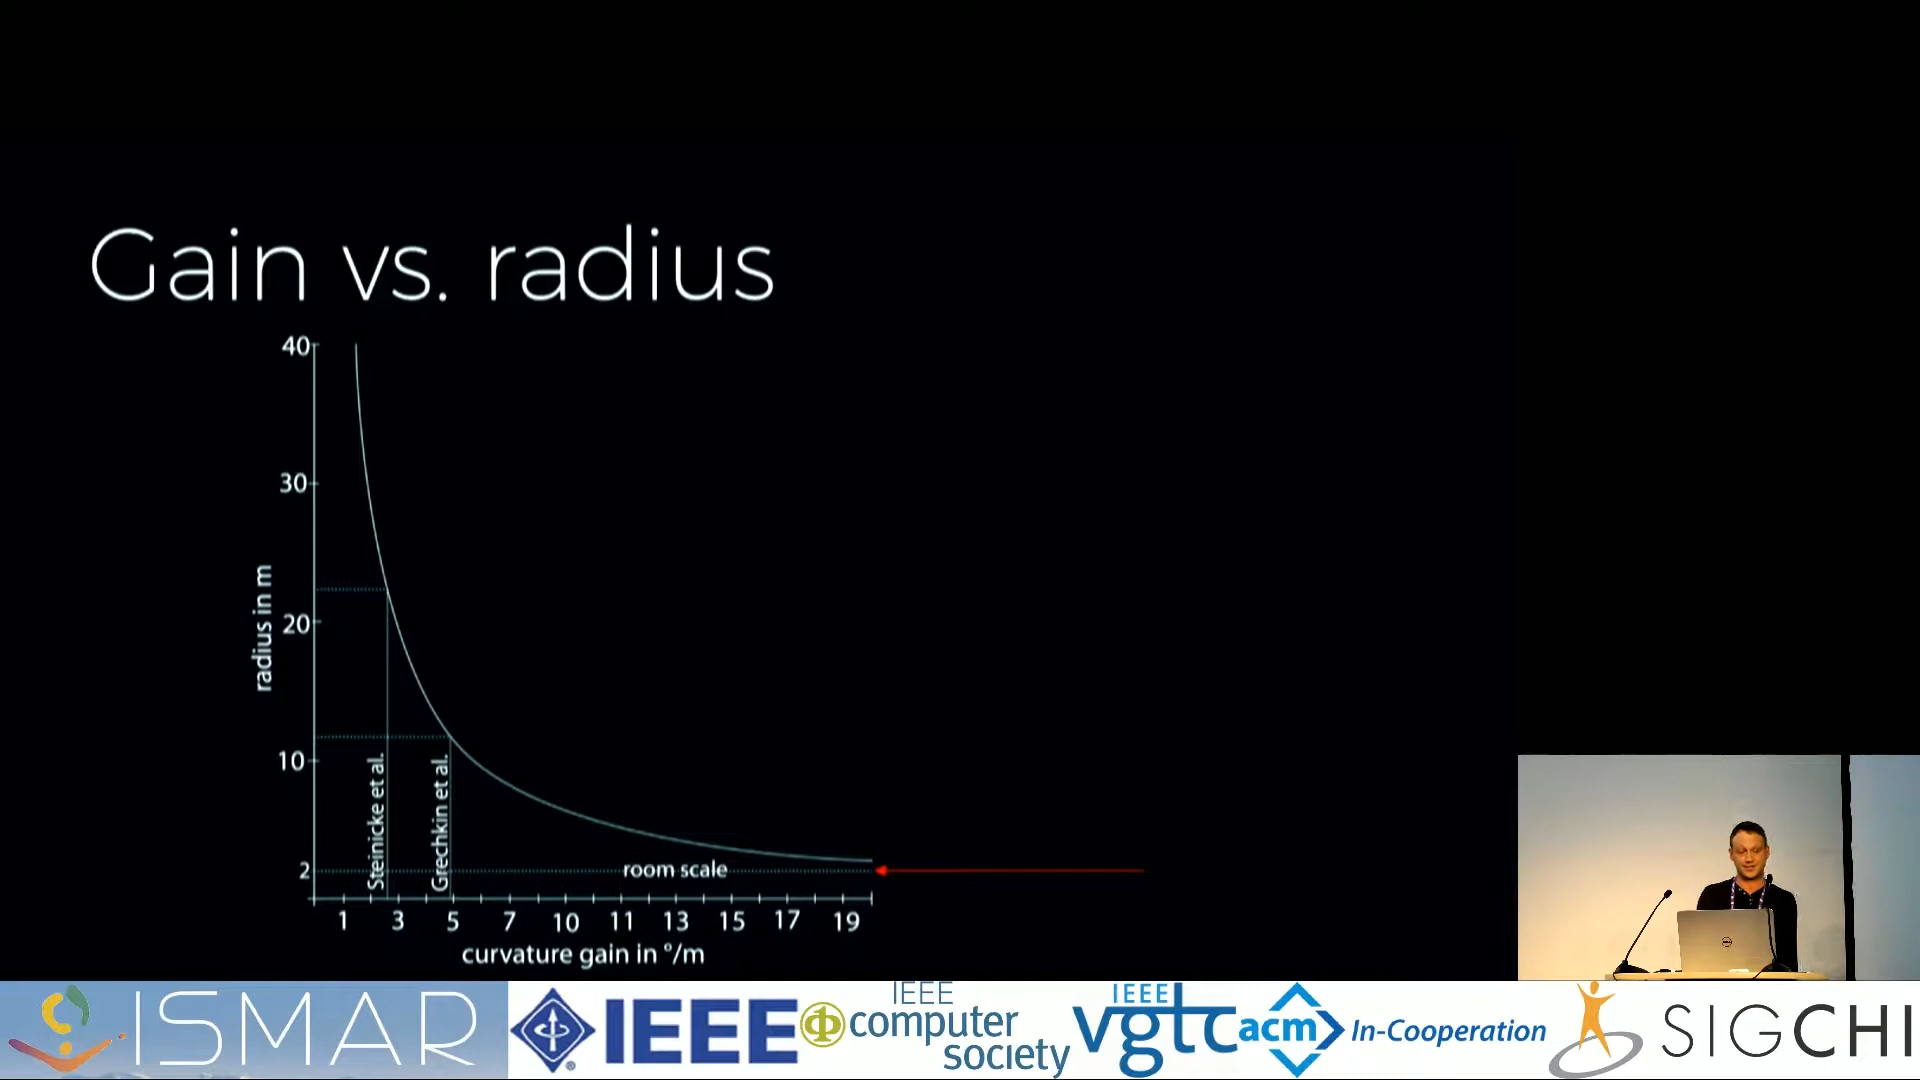 Gain vs. radius
40
30
20
10
2
radius in m
Steinicke et al.
Grechkin et al.
room scale
1 3 5 7 10 11 13 15 17 19
curvature gain in °/m
ISMAR
IEEE
IEEE
computer
society
IEEE
vgtc
acm
In-Cooperation
SIGCHI